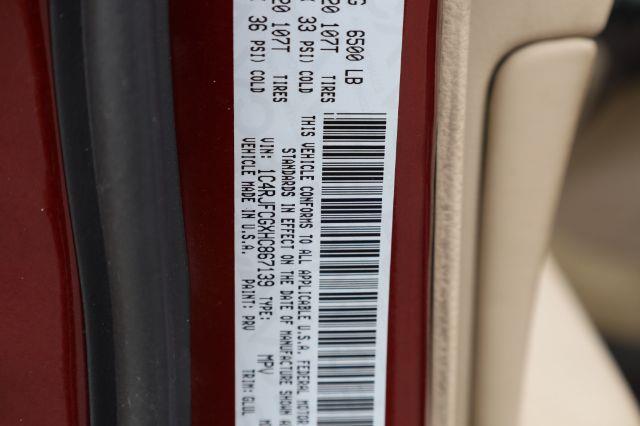 6500 LB
20 107T TIRES
33 PSI) COLD
20 107T TIRES
36 PSI) COLD
THIS VEHICLE CONFORMS TO ALL APPLICABLE U.S.A. FEDERAL MOTOR
STANDARDS IN EFFECT ON THE DATE OF MANUFACTURE SHOWN
VIN: 1C4RJFCGXHC867139 TYPE: MPV
VEHICLE MADE IN U.S.A. PAINT: PRV TRIM: GLUL